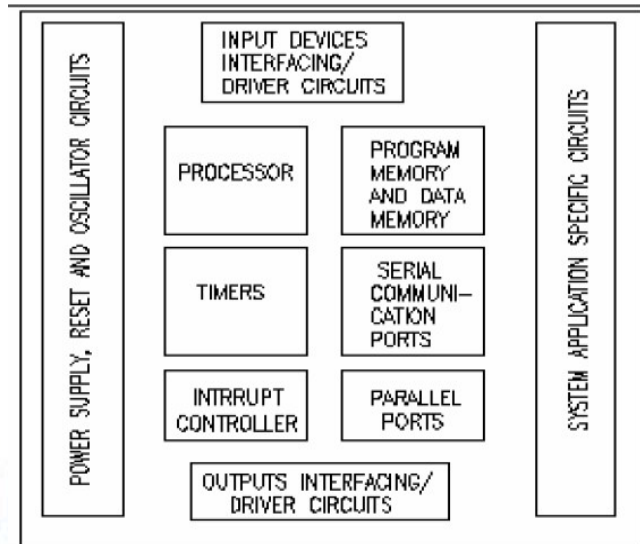 INPUT DEVICES
INTERFACING/
DRIVER CIRCUITS
POWER SUPPLY, RESET AND OSCILLATOR CIRCUITS
PROCESSOR
PROGRAM
MEMORY
AND DATA
MEMORY
TIMERS
SERIAL
COMMUNI-
CATION
PORTS
INTRRUPT
CONTROLLER
PARALLEL
PORTS
OUTPUTS INTERFACING/
DRIVER CIRCUITS
SYSTEM APPLICATION SPECIFIC CIRCUITS